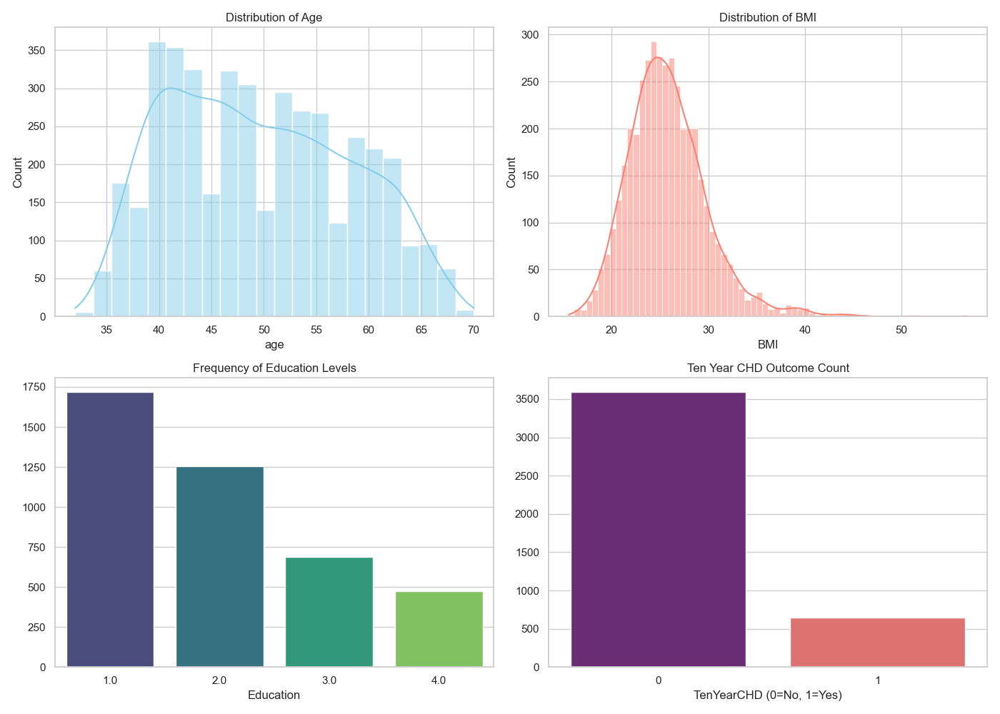 Distribution of Age
Count
350
300
250
200
150
100
50
0
35 40 45 50 55 60 65 70
age
Distribution of BMI
Count
300
250
200
150
100
50
0
20 30 40 50
BMI
Frequency of Education Levels
1750
1500
1250
1000
750
500
250
0
1.0 2.0 3.0 4.0
Education
Ten Year CHD Outcome Count
3500
3000
2500
2000
1500
1000
500
0
0 1
TenYearCHD (0=No, 1=Yes)